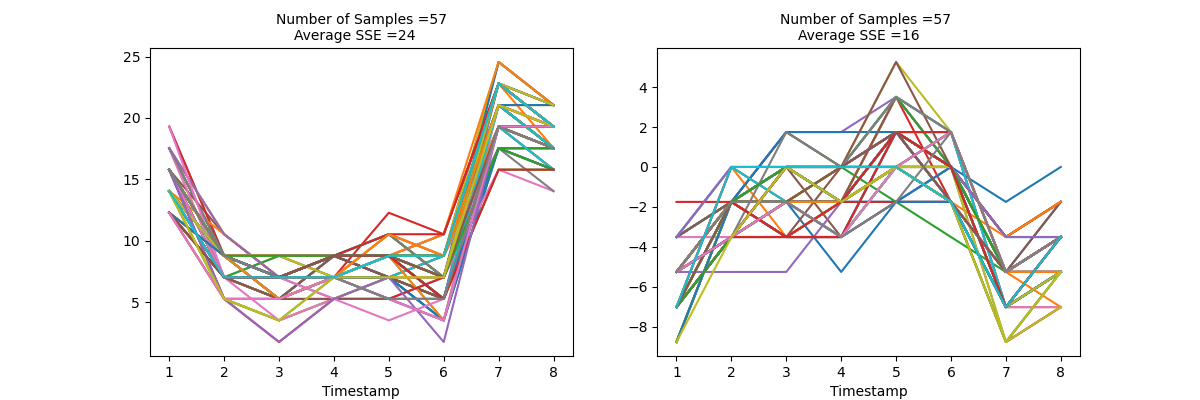 Number of Samples =57
Average SSE =24
25
20
15
10
5
1 2 3 4 5 6 7 8
Timestamp
Number of Samples =57
Average SSE =16
4
2
0
−2
−4
−6
−8
1 2 3 4 5 6 7 8
Timestamp